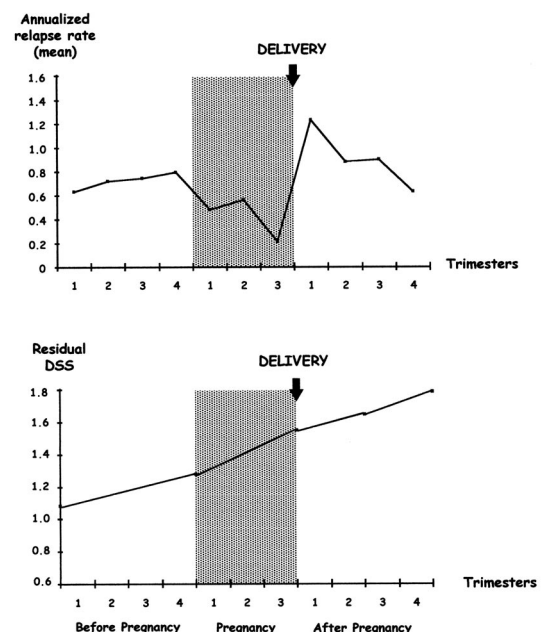 Annualized
relapse rate
(mean)
DELIVERY
1.6
1.4
1.2
1.0
0.8
0.6
0.4
0.2
0
Trimesters
1 2 3 4 1 2 3 1 2 3 4
Residual
DSS
DELIVERY
1.8
1.6
1.4
1.2
1.0
0.8
0.6
Trimesters
1 2 3 4 1 2 3 1 2 3 4
Before Pregnancy Pregnancy After Pregnancy